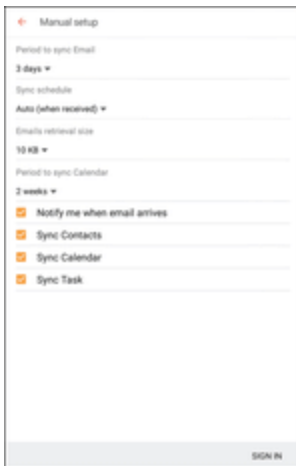 Manual setup
Period to sync Email
3 days
Sync schedule
Auto (when received)
Emails retrieval size
10 KB
Period to sync Calendar
2 weeks
Notify me when email arrives
Sync Contacts
Sync Calendar
Sync Task
SIGN IN